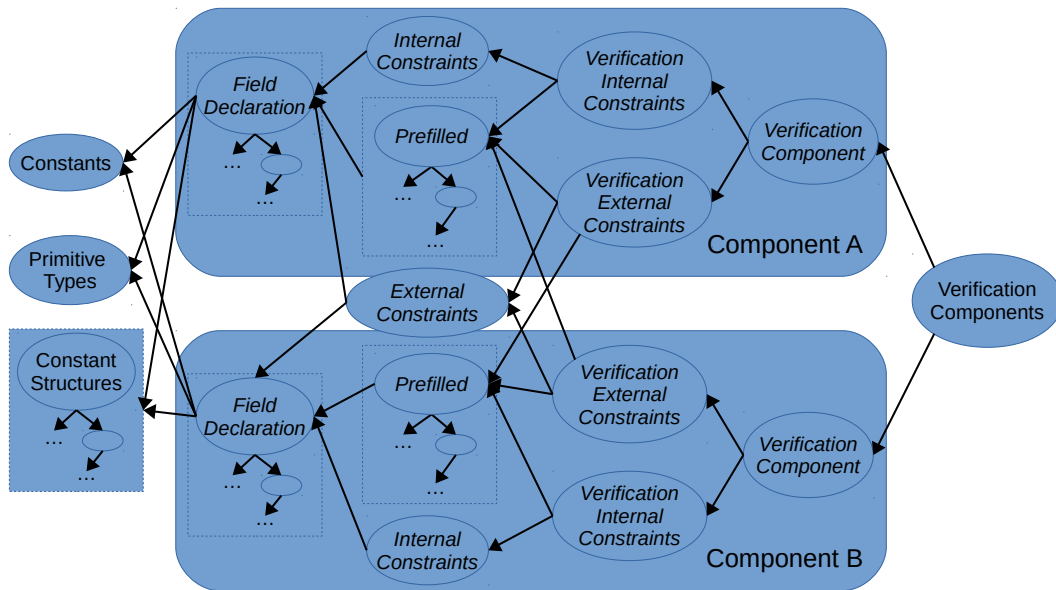 Internal
Constraints
Field
Declaration
…
…
Prefilled
…
…
Verification
Internal
Constraints
Verification
External
Constraints
Verification
Component
Component A
Constants
Primitive
Types
Constant
Structures
…
…
External
Constraints
Verification
Components
Field
Declaration
…
…
Prefilled
…
…
Verification
External
Constraints
Verification
Internal
Constraints
Verification
Component
Internal
Constraints
Component B